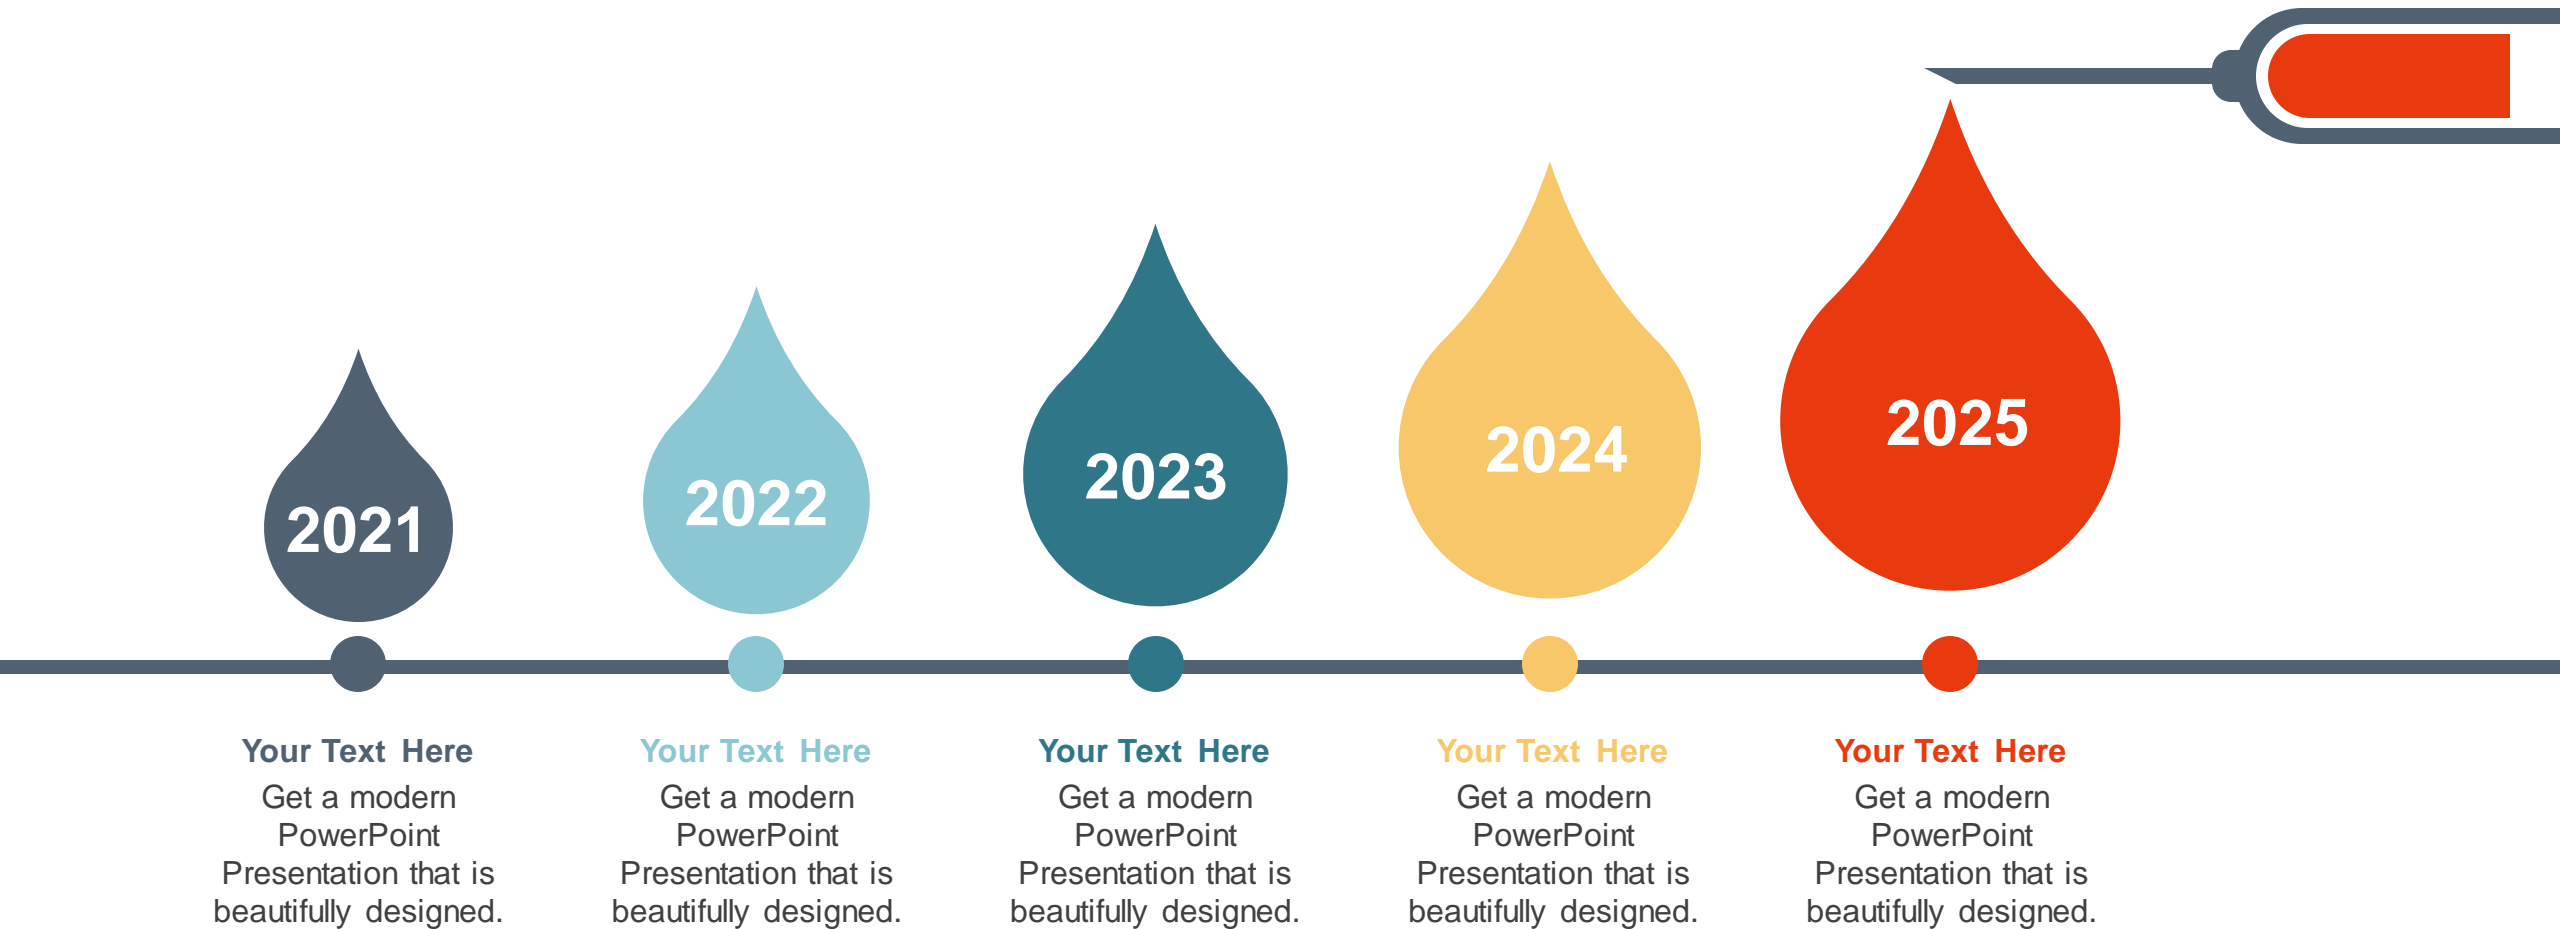 2021
2022
2023
2024
2025
Your Text Here
Get a modern
PowerPoint
Presentation that is
beautifully designed.
Your Text Here
Get a modern
PowerPoint
Presentation that is
beautifully designed.
Your Text Here
Get a modern
PowerPoint
Presentation that is
beautifully designed.
Your Text Here
Get a modern
PowerPoint
Presentation that is
beautifully designed.
Your Text Here
Get a modern
PowerPoint
Presentation that is
beautifully designed.